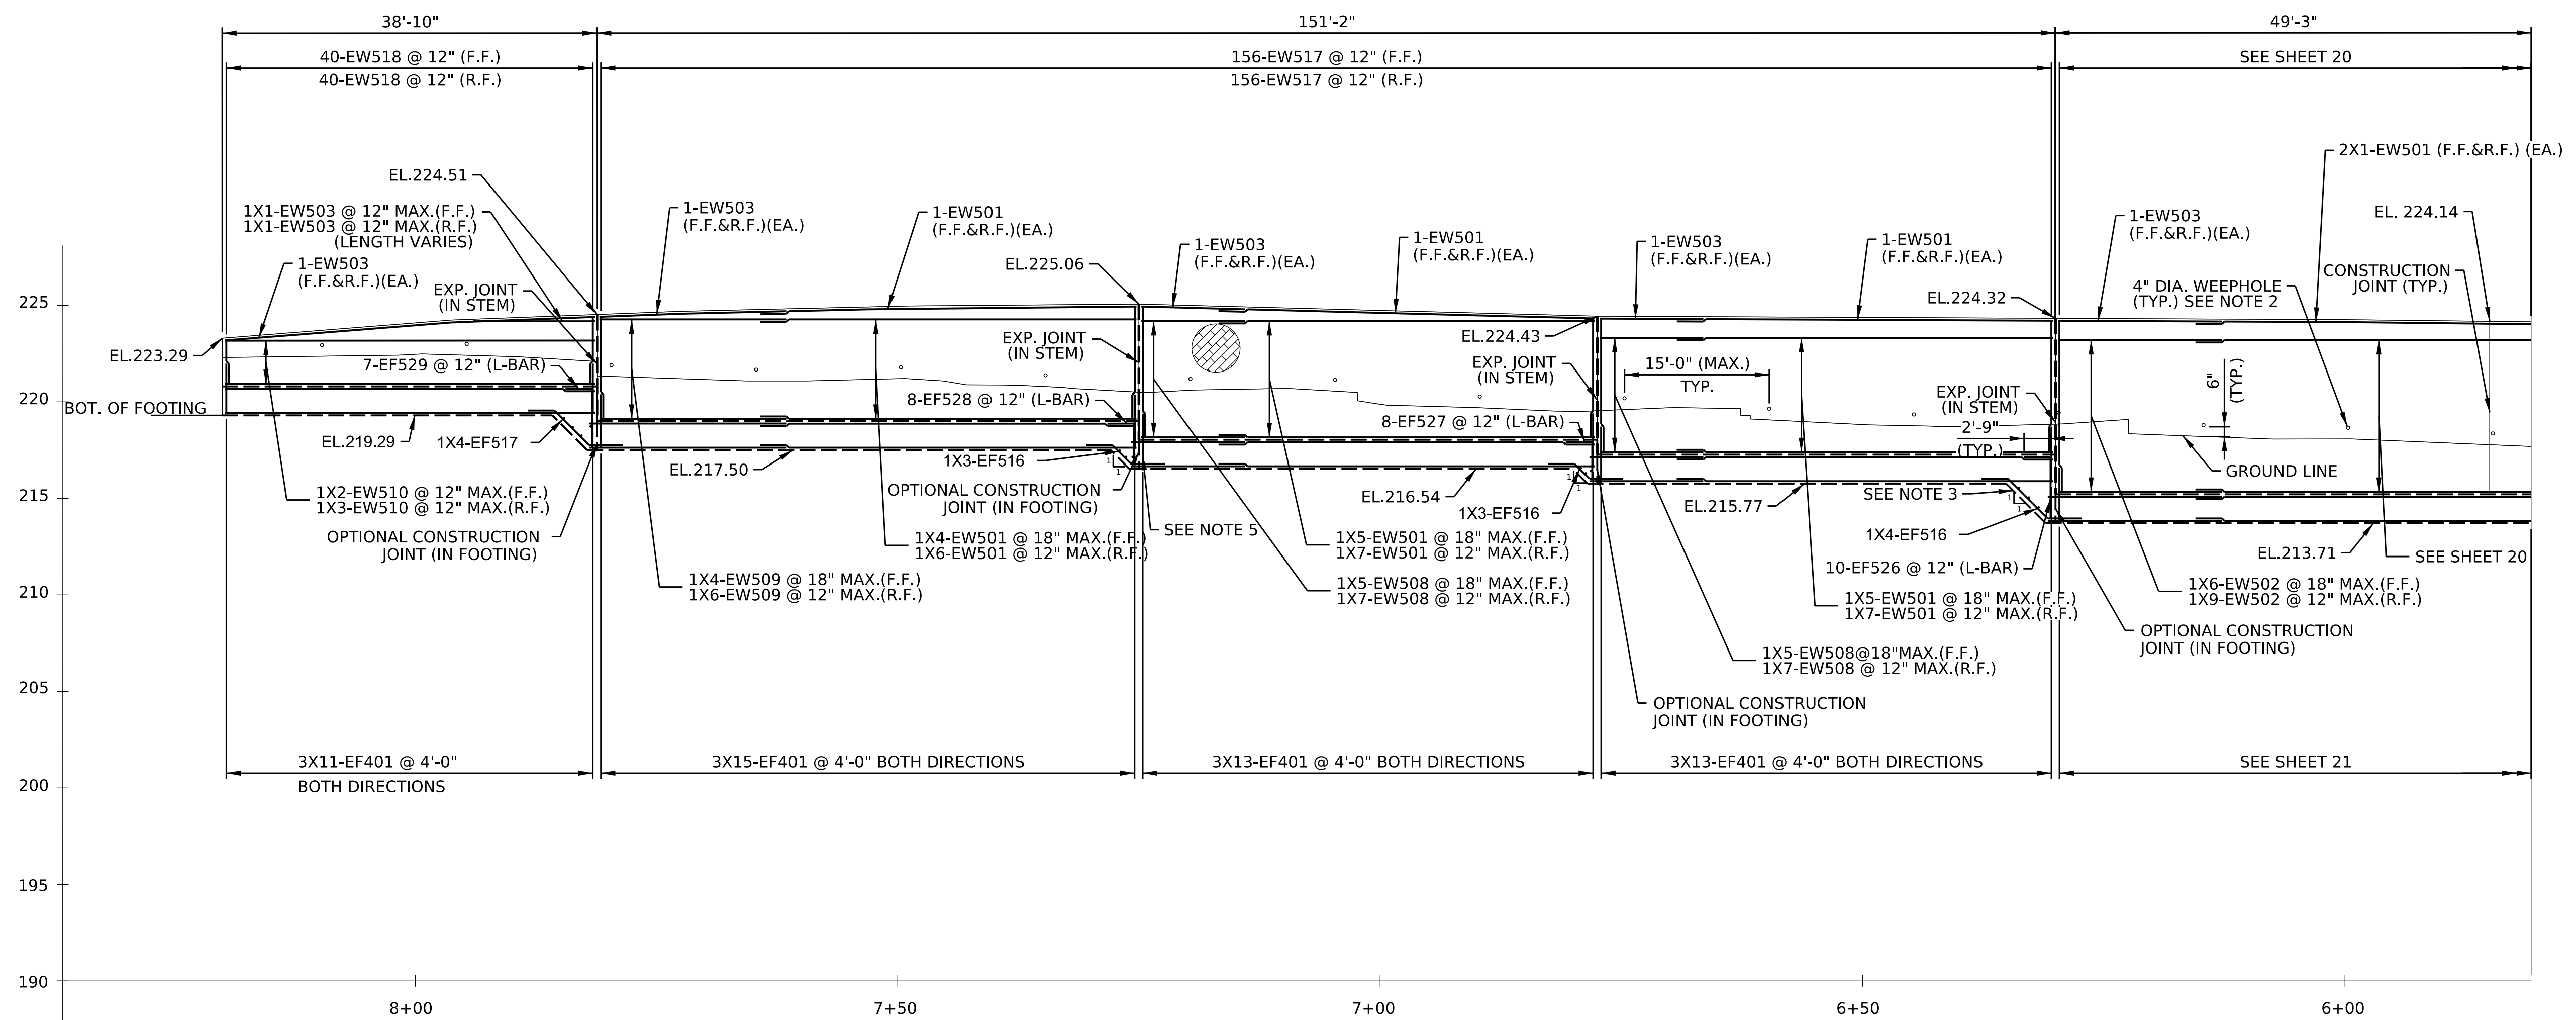 38'-10"
151'-2"
49'-3"
40-EW518 @ 12" (F.F.)
40-EW518 @ 12" (R.F.)
156-EW517 @ 12" (F.F.)
156-EW517 @ 12" (R.F.)
SEE SHEET 20
2X1-EW501 (F.F.&R.F.) (EA.)
EL.224.51
1X1-EW503 @ 12" MAX.(F.F.)
1X1-EW503 @ 12" MAX.(R.F.)
(LENGTH VARIES)
1-EW503
(F.F.&R.F.)(EA.)
EXP. JOINT
(IN STEM)
1-EW503
(F.F.&R.F.)(EA.)
1-EW501
(F.F.&R.F.)(EA.)
EL.225.06
1-EW503
(F.F.&R.F.)(EA.)
1-EW501
(F.F.&R.F.)(EA.)
1-EW503
(F.F.&R.F.)(EA.)
1-EW501
(F.F.&R.F.)(EA.)
EL.224.32
1-EW503
(F.F.&R.F.)(EA.)
EL. 224.14
4" DIA. WEEPHOLE
(TYP.) SEE NOTE 2
CONSTRUCTION
JOINT (TYP.)
225
220
215
210
205
200
195
190
EL.223.29
7-EF529 @ 12" (L-BAR)
BOT. OF FOOTING
EL.219.29
1X4-EF517
1X2-EW510 @ 12" MAX.(F.F.)
1X3-EW510 @ 12" MAX.(R.F.)
OPTIONAL CONSTRUCTION
JOINT (IN FOOTING)
EXP. JOINT
(IN STEM)
8-EF528 @ 12" (L-BAR)
EL.217.50
1X3-EF516
1
1
OPTIONAL CONSTRUCTION
JOINT (IN FOOTING)
SEE NOTE 5
1X4-EW501 @ 18" MAX.(F.F.)
1X6-EW501 @ 12" MAX.(R.F.)
1X4-EW509 @ 18" MAX.(F.F.)
1X6-EW509 @ 12" MAX.(R.F.)
EL.224.43
EXP. JOINT
(IN STEM)
8-EF527 @ 12" (L-BAR)
EL.216.54
1X3-EF516
1
1
1X5-EW501 @ 18" MAX.(F.F.)
1X7-EW501 @ 12" MAX.(R.F.)
1X5-EW508 @ 18" MAX.(F.F.)
1X7-EW508 @ 12" MAX.(R.F.)
15'-0" (MAX.)
TYP.
EXP. JOINT
(IN STEM)
2'-9"
(TYP.)
6"
(TYP.)
GROUND LINE
SEE NOTE 3
1
1
EL.215.77
1X4-EF516
10-EF526 @ 12" (L-BAR)
1X5-EW501 @ 18" MAX.(F.F.)
1X7-EW501 @ 12" MAX.(R.F.)
1X5-EW508@18"MAX.(F.F.)
1X7-EW508 @ 12" MAX.(R.F.)
OPTIONAL CONSTRUCTION
JOINT (IN FOOTING)
EL.213.71
SEE SHEET 20
1X6-EW502 @ 18" MAX.(F.F.)
1X9-EW502 @ 12" MAX.(R.F.)
OPTIONAL CONSTRUCTION
JOINT (IN FOOTING)
3X11-EF401 @ 4'-0"
BOTH DIRECTIONS
3X15-EF401 @ 4'-0" BOTH DIRECTIONS
3X13-EF401 @ 4'-0" BOTH DIRECTIONS
3X13-EF401 @ 4'-0" BOTH DIRECTIONS
SEE SHEET 21
8+00
7+50
7+00
6+50
6+00